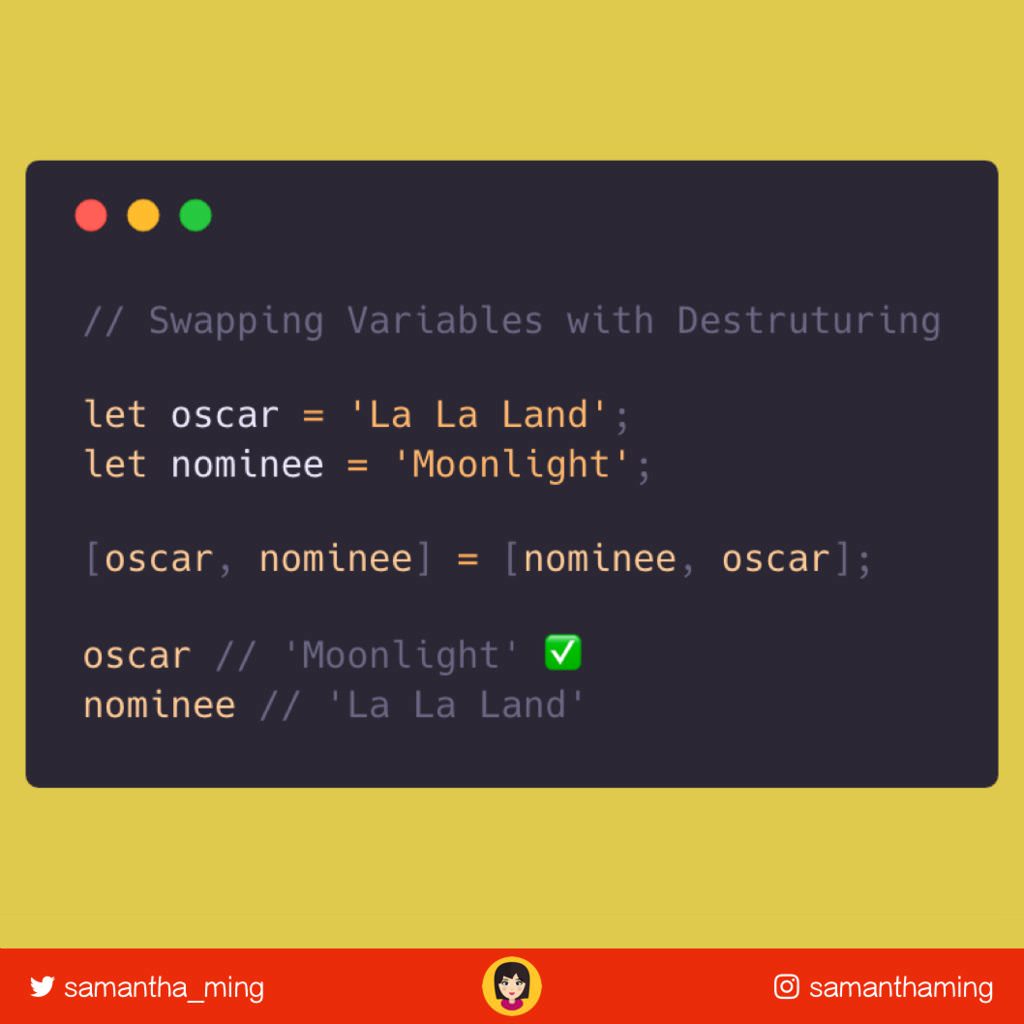 // Swapping Variables with Destruturing
let oscar = 'La La Land';
let nominee = 'Moonlight';
[oscar, nominee] = [nominee, oscar];
oscar // 'Moonlight' ✅
nominee // 'La La Land'
samantha_ming
samanthaming